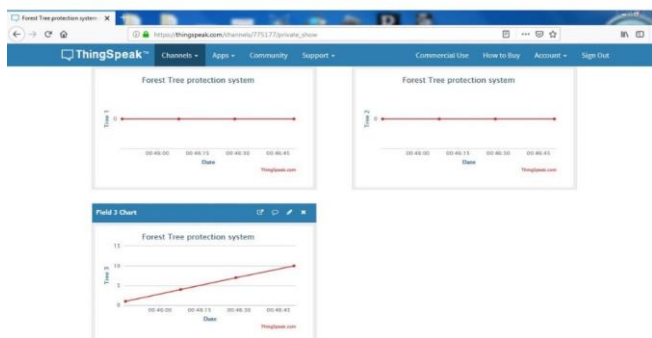 Forest Tree protection system
https://thingspeak.com/channels/775177/private_show
ThingSpeak™ Channels Apps Community Support Commercial Use How to Buy Account Sign Out
Forest Tree protection system
Tree 1
0
00:46:00 00:46:15 00:46:30 00:46:45
Date
ThingSpeak.com
Forest Tree protection system
Tree 2
0
00:46:00 00:46:15 00:46:30 00:46:45
Date
ThingSpeak.com
Field 3 Chart
Forest Tree protection system
Tree 3
15
10
5
0
00:46:00 00:46:15 00:46:30 00:46:45
Date
ThingSpeak.com